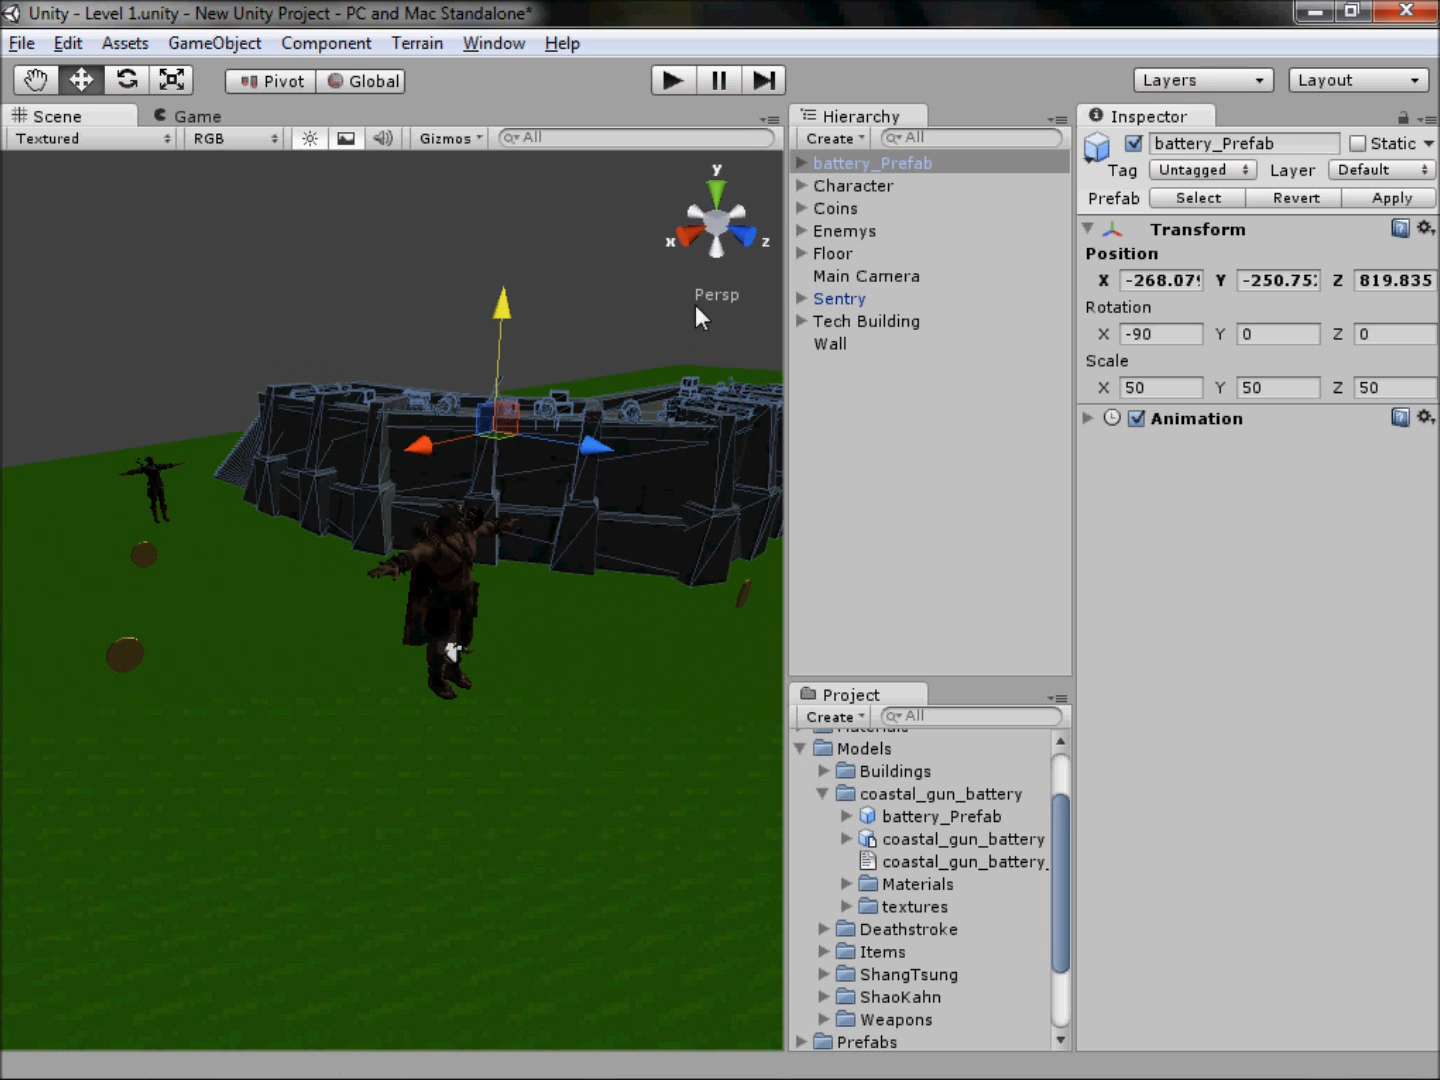 Unity - Level 1.unity - New Unity Project - PC and Mac Standalone*
File Edit Assets GameObject Component Terrain Window Help
Pivot Global Layers Layout
Scene Game
Textured RGB Gizmos All
y
x z
Persp
Hierarchy
Create All
battery_Prefab
Character
Coins
Enemys
Floor
Main Camera
Sentry
Tech Building
Wall
Project
Create All
Materials
Models
Buildings
coastal_gun_battery
battery_Prefab
coastal_gun_battery
coastal_gun_battery_
Materials
textures
Deathstroke
Items
ShangTsung
ShaoKahn
Weapons
Prefabs
Inspector
battery_Prefab Static
Tag Untagged Layer Default
Prefab Select Revert Apply
Transform
Position
X -268.079 Y -250.75 Z 819.835
Rotation
X -90 Y 0 Z 0
Scale
X 50 Y 50 Z 50
Animation